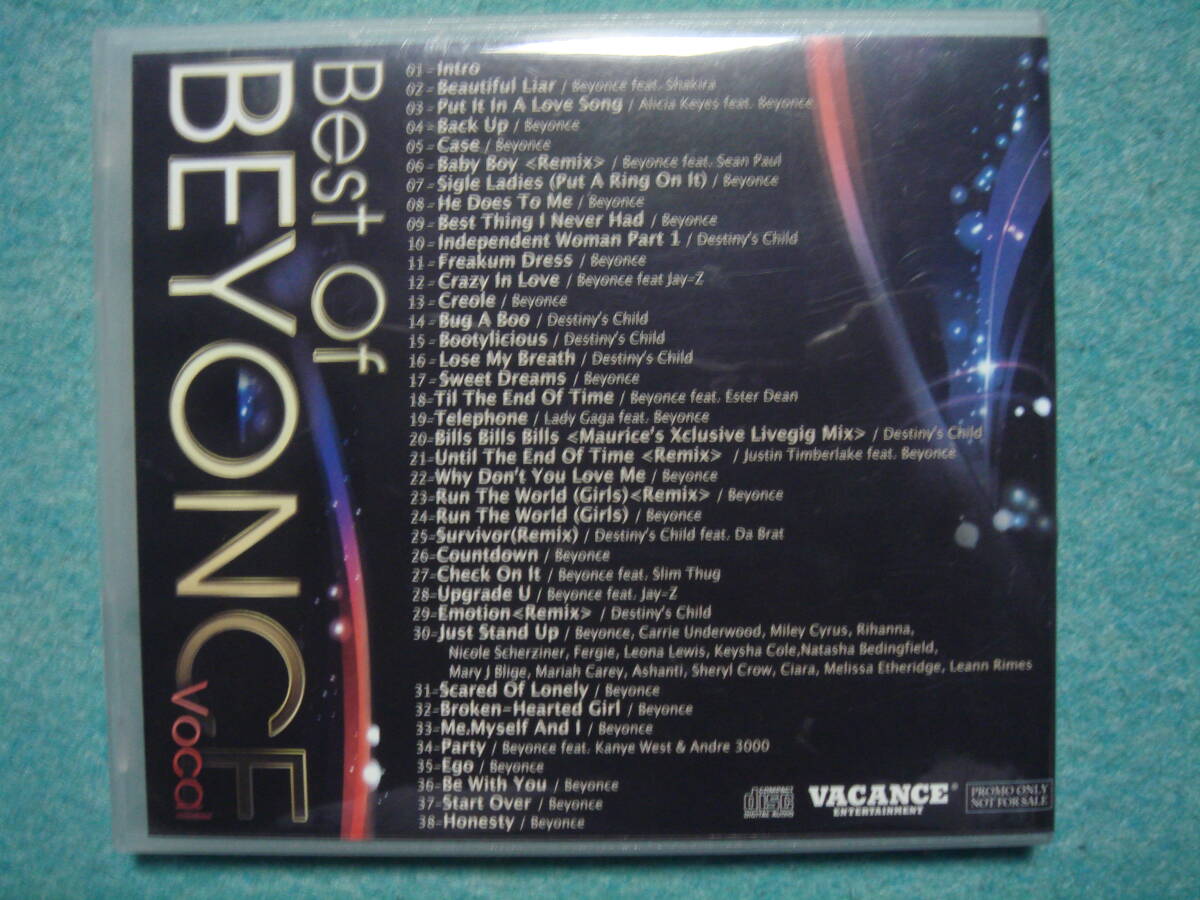 Best Of
BEYONCE
Vocal
01=Intro
02=Beautiful Liar / Beyonce feat. Shakira
03=Put It In A Love Song / Alicia Keyes feat. Beyonce
04=Back Up / Beyonce
05=Case / Beyonce
06=Baby Boy <Remix> / Beyonce feat. Sean Paul
07=Sigle Ladies (Put A Ring On It) / Beyonce
08=He Does To Me / Beyonce
09=Best Thing I Never Had / Beyonce
10=Independent Woman Part 1 / Destiny's Child
11=Freakum Dress / Beyonce
12=Crazy In Love / Beyonce feat Jay-Z
13=Creole / Beyonce
14=Bug A Boo / Destiny's Child
15=Bootylicious / Destiny's Child
16=Lose My Breath / Destiny's Child
17=Sweet Dreams / Beyonce
18=Til The End Of Time / Beyonce feat. Ester Dean
19=Telephone / Lady Gaga feat. Beyonce
20=Bills Bills Bills <Maurice's Xclusive Livegig Mix> / Destiny's Child
21=Until The End Of Time <Remix> / Justin Timberlake feat. Beyonce
22=Why Don't You Love Me / Beyonce
23=Run The World (Girls)<Remix> / Beyonce
24=Run The World (Girls) / Beyonce
25=Survivor(Remix) / Destiny's Child feat. Da Brat
26=Countdown / Beyonce
27=Check On It / Beyonce feat. Slim Thug
28=Upgrade U / Beyonce feat. Jay-Z
29=Emotion<Remix> / Destiny's Child
30=Just Stand Up / Beyonce, Carrie Underwood, Miley Cyrus, Rihanna,
Nicole Scherziner, Fergie, Leona Lewis, Keysha Cole,Natasha Bedingfield,
Mary J Blige, Mariah Carey, Ashanti, Sheryl Crow, Ciara, Melissa Etheridge, Leann Rimes
31=Scared Of Lonely / Beyonce
32=Broken-Hearted Girl / Beyonce
33=Me,Myself And I / Beyonce
34=Party / Beyonce feat. Kanye West & Andre 3000
35=Ego / Beyonce
36=Be With You / Beyonce
37=Start Over / Beyonce
38=Honesty / Beyonce
COMPACT
disc
DIGITAL AUDIO
VACANCE®
ENTERTAINMENT
PROMO ONLY
NOT FOR SALE